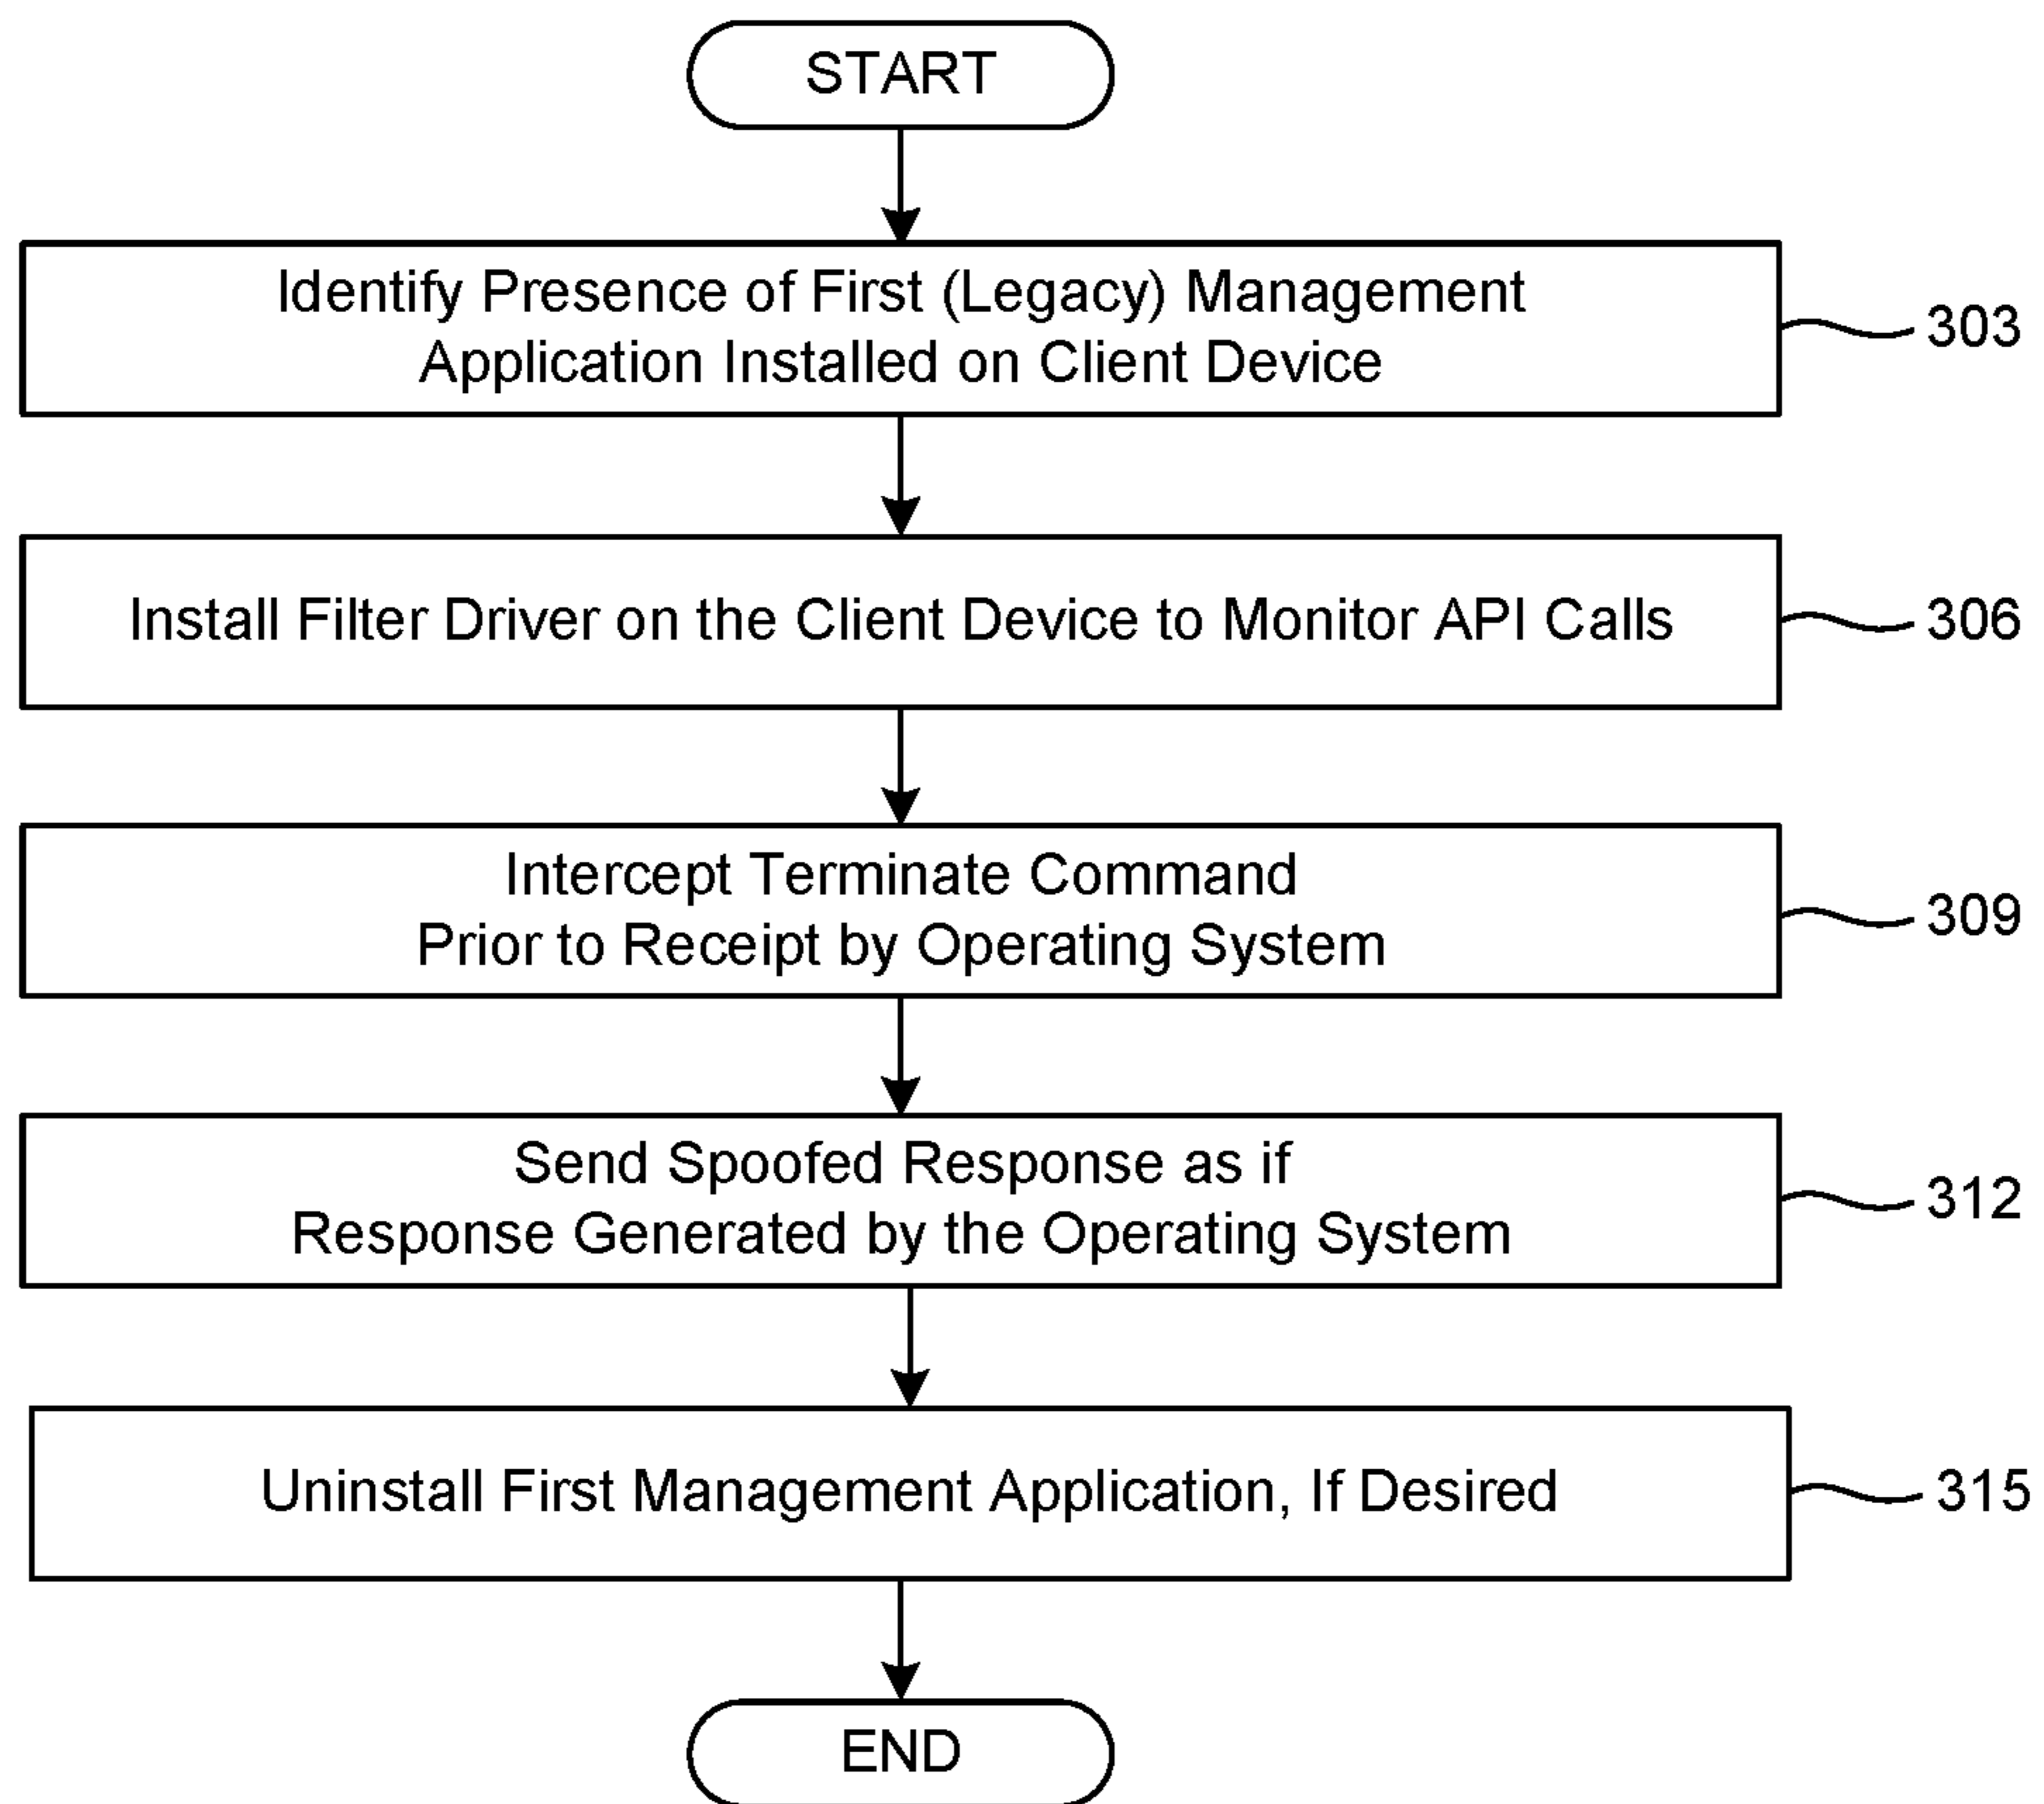 START
Identify Presence of First (Legacy) Management
Application Installed on Client Device
303
Install Filter Driver on the Client Device to Monitor API Calls
306
Intercept Terminate Command
Prior to Receipt by Operating System
309
Send Spoofed Response as if
Response Generated by the Operating System
312
Uninstall First Management Application, If Desired
315
END